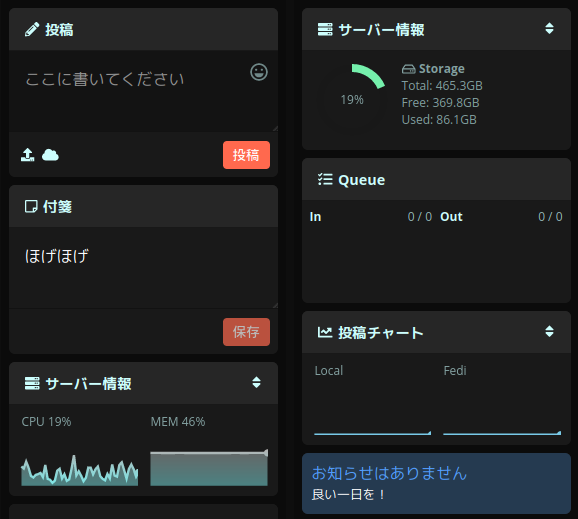 投稿
ここに書いてください
投稿
付箋
ほげほげ
保存
サーバー情報
CPU 19%
MEM 46%
サーバー情報
19%
Storage
Total: 465.3GB
Free: 369.8GB
Used: 86.1GB
Queue
In 0 / 0 Out 0 / 0
投稿チャート
Local
Fedi
お知らせはありません
良い一日を！